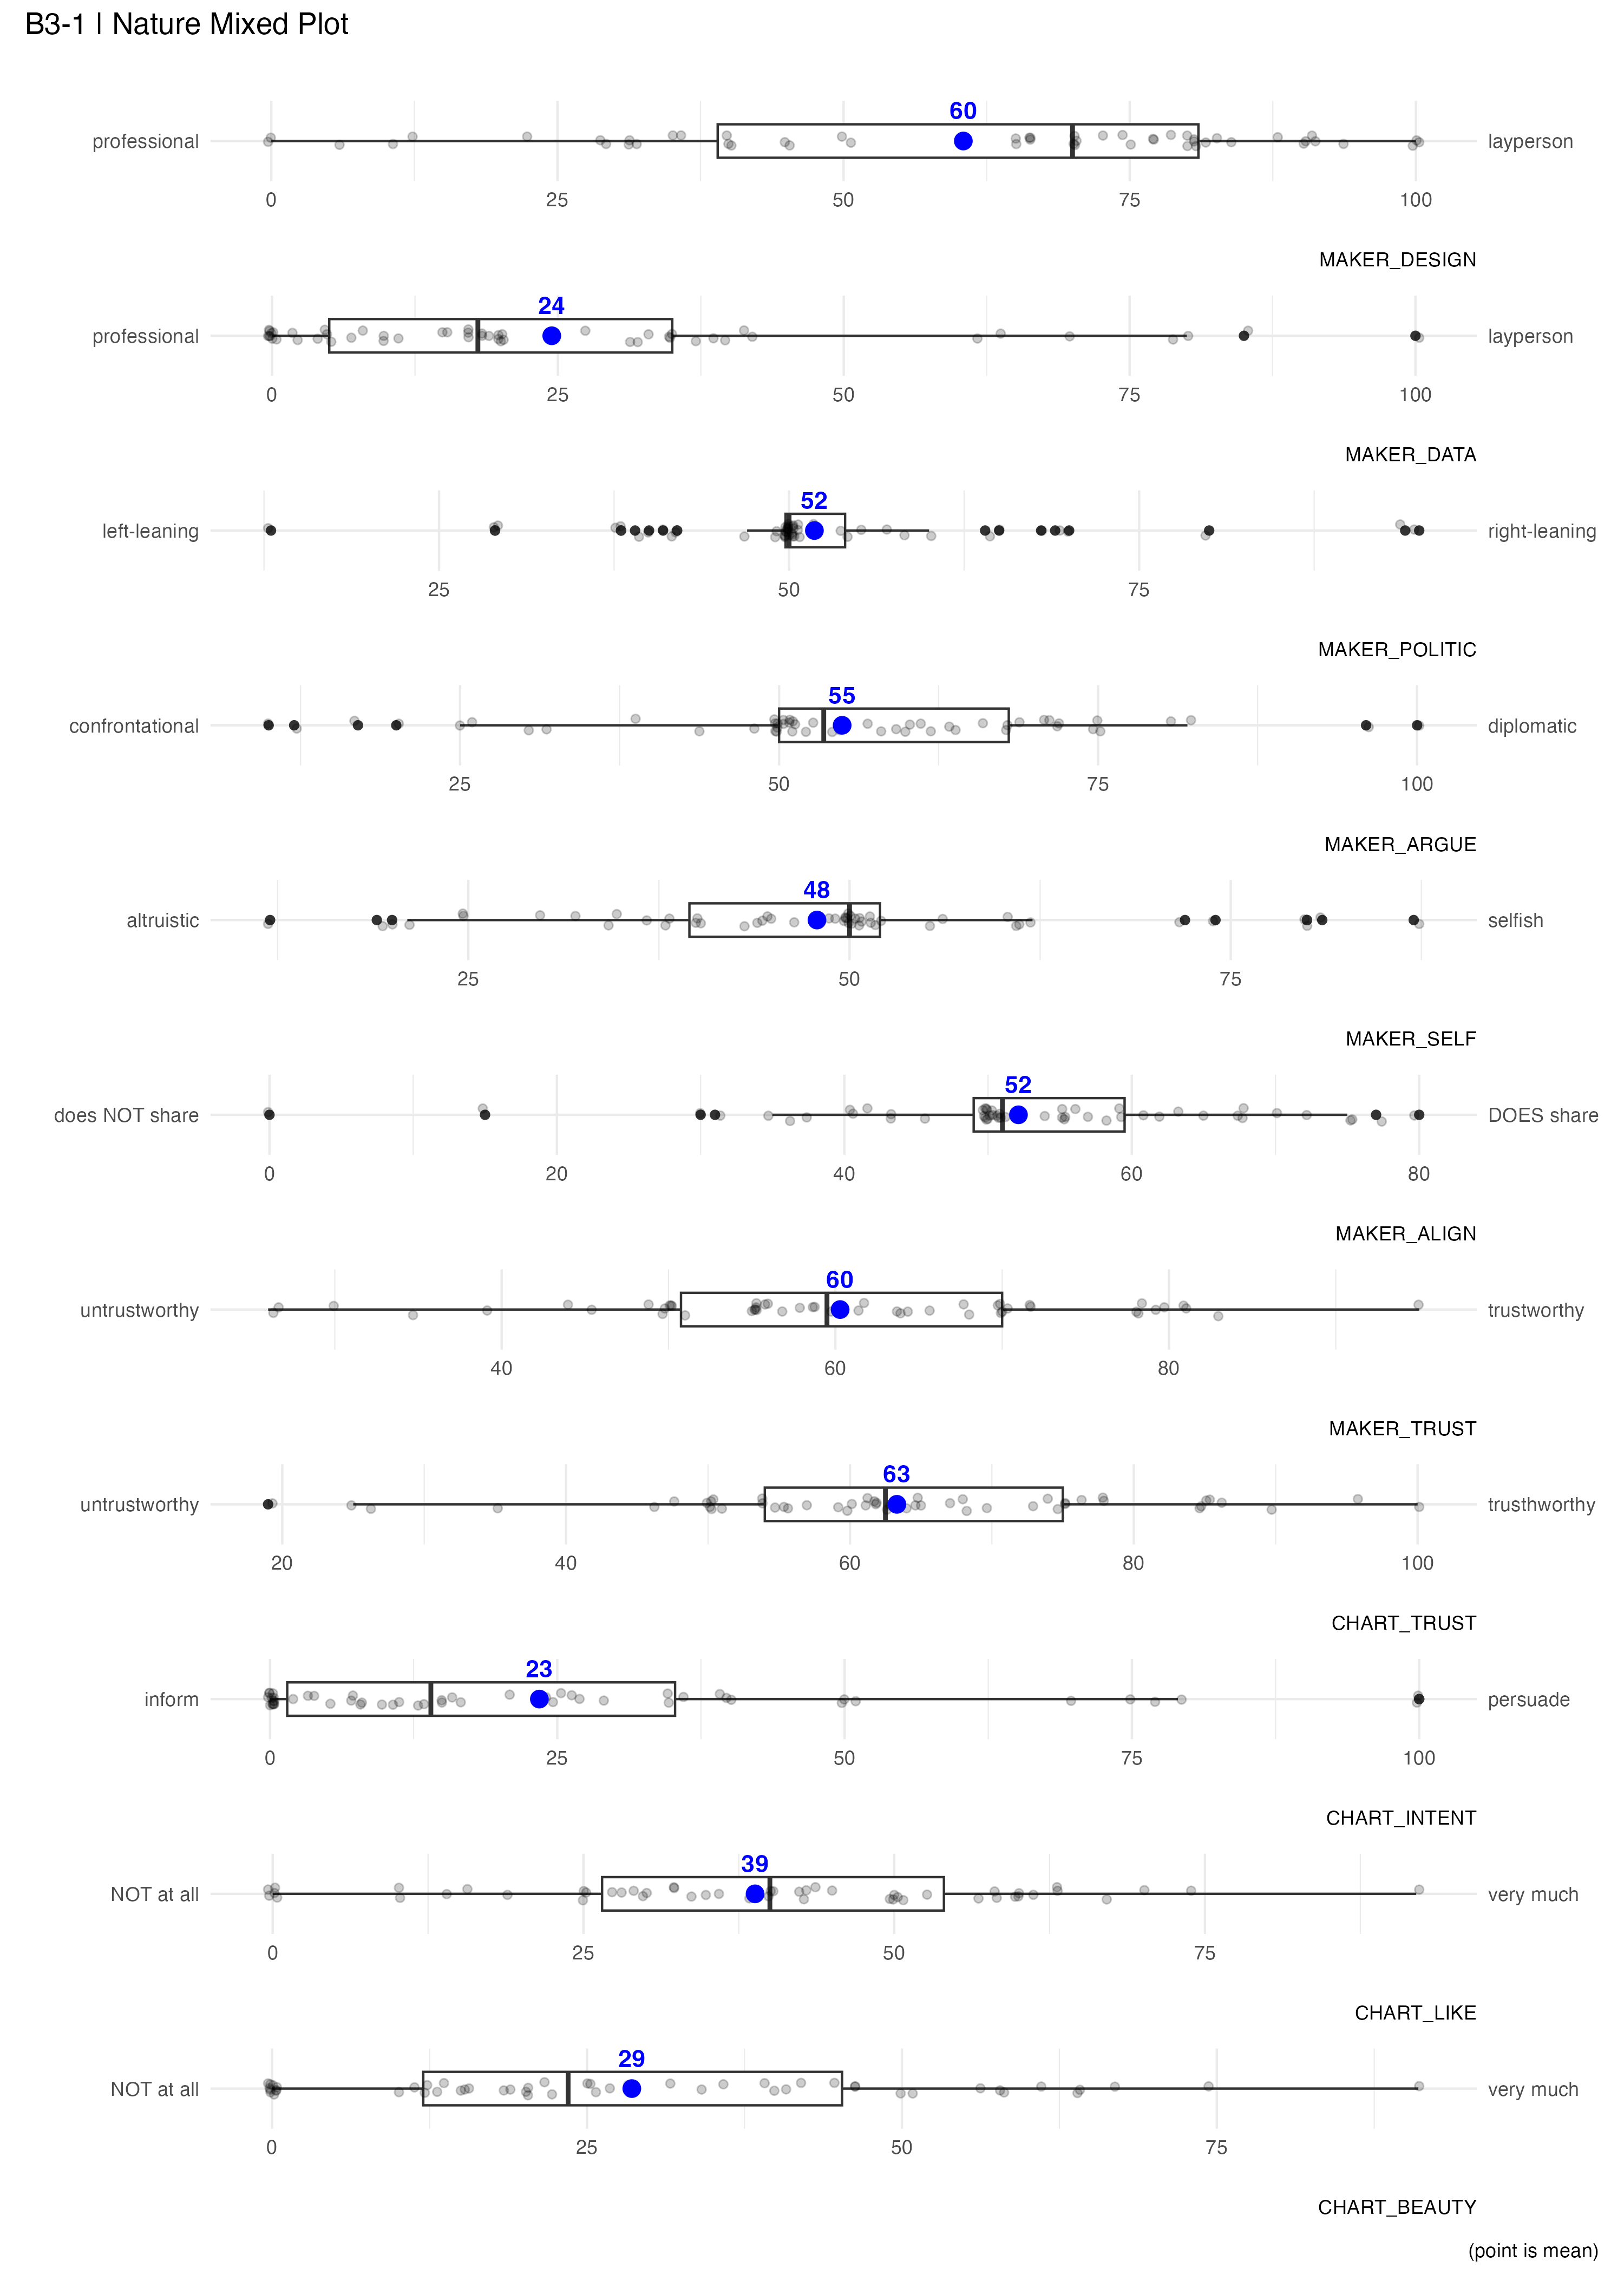 B3-1 | Nature Mixed Plot
60
professional layperson
0 25 50 75 100
MAKER_DESIGN
24
professional layperson
0 25 50 75 100
MAKER_DATA
52
left-leaning right-leaning
25 50 75
MAKER_POLITIC
55
confrontational diplomatic
25 50 75 100
MAKER_ARGUE
48
altruistic selfish
25 50 75
MAKER_SELF
52
does NOT share DOES share
0 20 40 60 80
MAKER_ALIGN
60
untrustworthy trustworthy
40 60 80
MAKER_TRUST
63
untrustworthy trusthworthy
20 40 60 80 100
CHART_TRUST
23
inform persuade
0 25 50 75 100
CHART_INTENT
39
NOT at all very much
0 25 50 75
CHART_LIKE
29
NOT at all very much
0 25 50 75
CHART_BEAUTY
(point is mean)